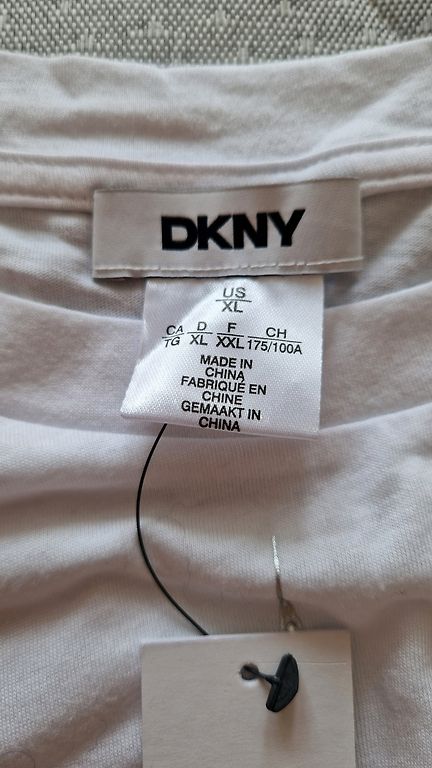 DKNY
US
XL
CA D F CH
TG XL XXL 175/100A
MADE IN
CHINA
FABRIQUÉ EN
CHINE
GEMAAKT IN
CHINA